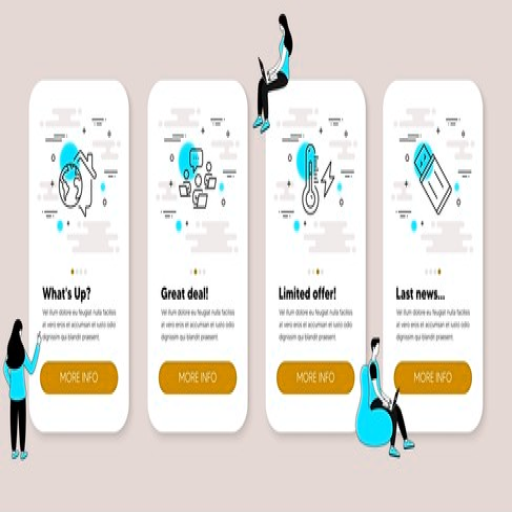 What's Up?
Vel illum dolore eu feugiat nulla facilisis
at vero eros et accumsan et iusto odio
dignissim qui blandit praesent.
MORE INFO
Great deal!
Vel illum dolore eu feugiat nulla facilisis
at vero eros et accumsan et iusto odio
dignissim qui blandit praesent.
MORE INFO
Limited offer!
Vel illum dolore eu feugiat nulla facilisis
at vero eros et accumsan et iusto odio
dignissim qui blandit praesent.
MORE INFO
Last news...
Vel illum dolore eu feugiat nulla facilisis
at vero eros et accumsan et iusto odio
dignissim qui blandit praesent.
MORE INFO